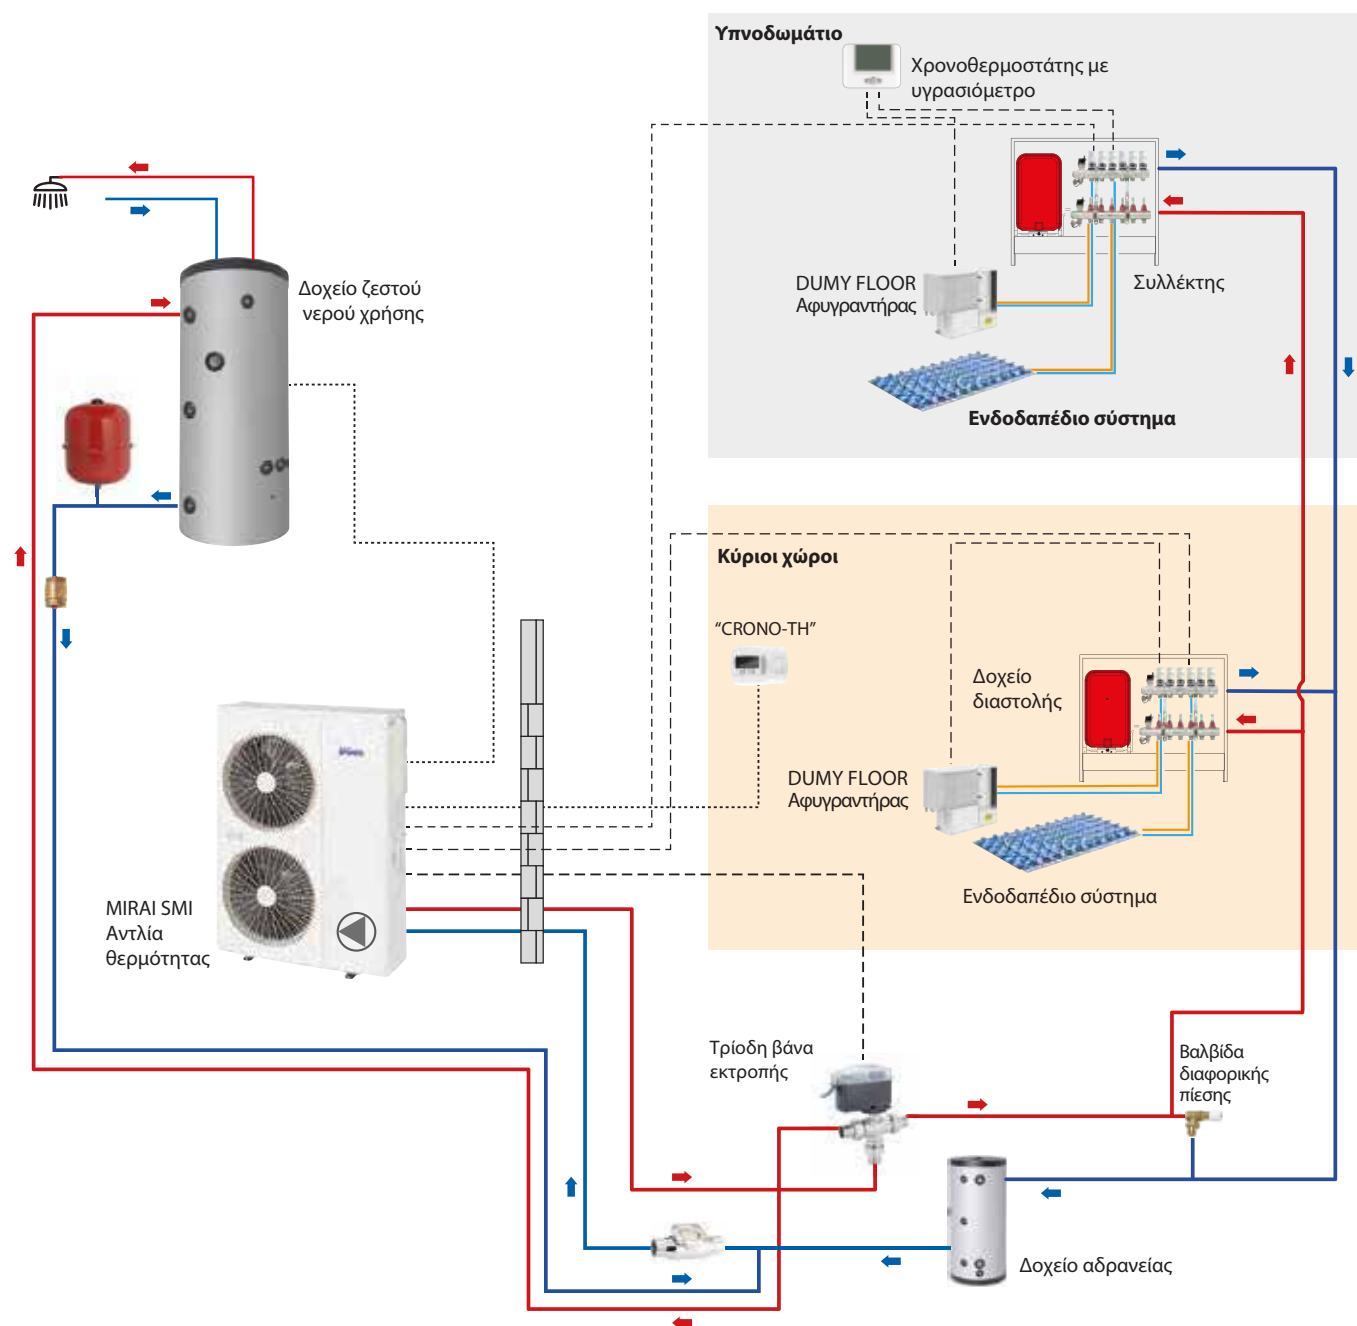 Υπνοδωμάτιο
Χρονοθερμοστάτης με
υγρασιόμετρο
Δοχείο ζεστού
νερού χρήσης
DUMY FLOOR
Αφυγραντήρας
Συλλέκτης
Ενδοδαπέδιο σύστημα
Κύριοι χώροι
"CRONO-TH"
Δοχείο
διαστολής
DUMY FLOOR
Αφυγραντήρας
Ενδοδαπέδιο σύστημα
MIRAI SMI
Αντλία
θερμότητας
Τρίοδη βάνα
εκτροπής
Βαλβίδα
διαφορικής
πίεσης
Δοχείο αδρανείας